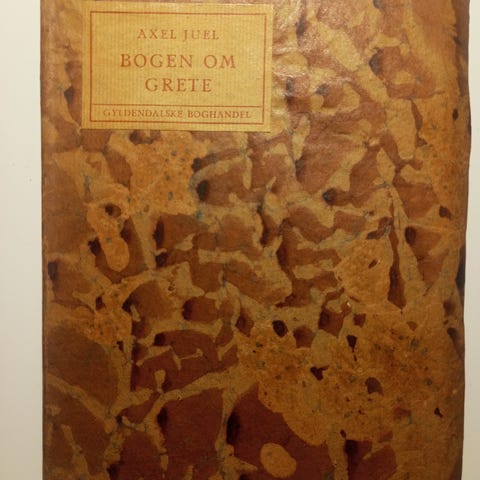 AXEL JUEL
BOGEN OM
GRETE
GYLDENDALSKE BOGHANDEL